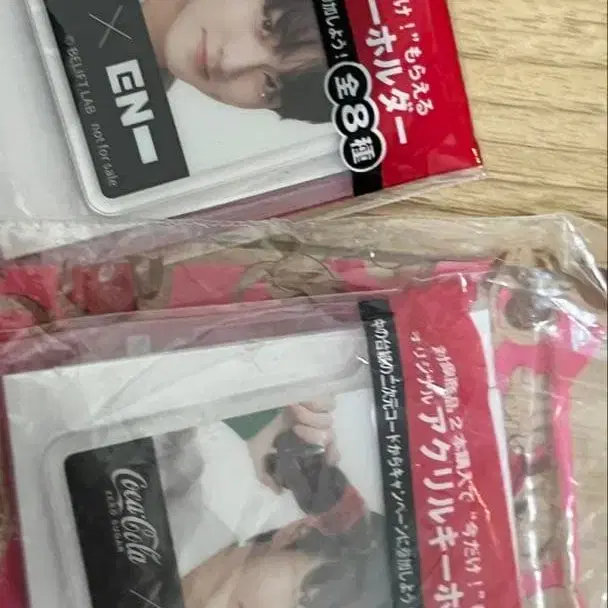 け！"もらえる
ーホルダー
全8種
参加しよう！
×
EN-
© BELIFT LAB not for sale
対象商品2本購入で"今だけ！"
オリジナルアクリルキーホ
中の台紙の二次元コードからキャンペーンに参加しよう
Coca-Cola
ZERO SUGAR
×